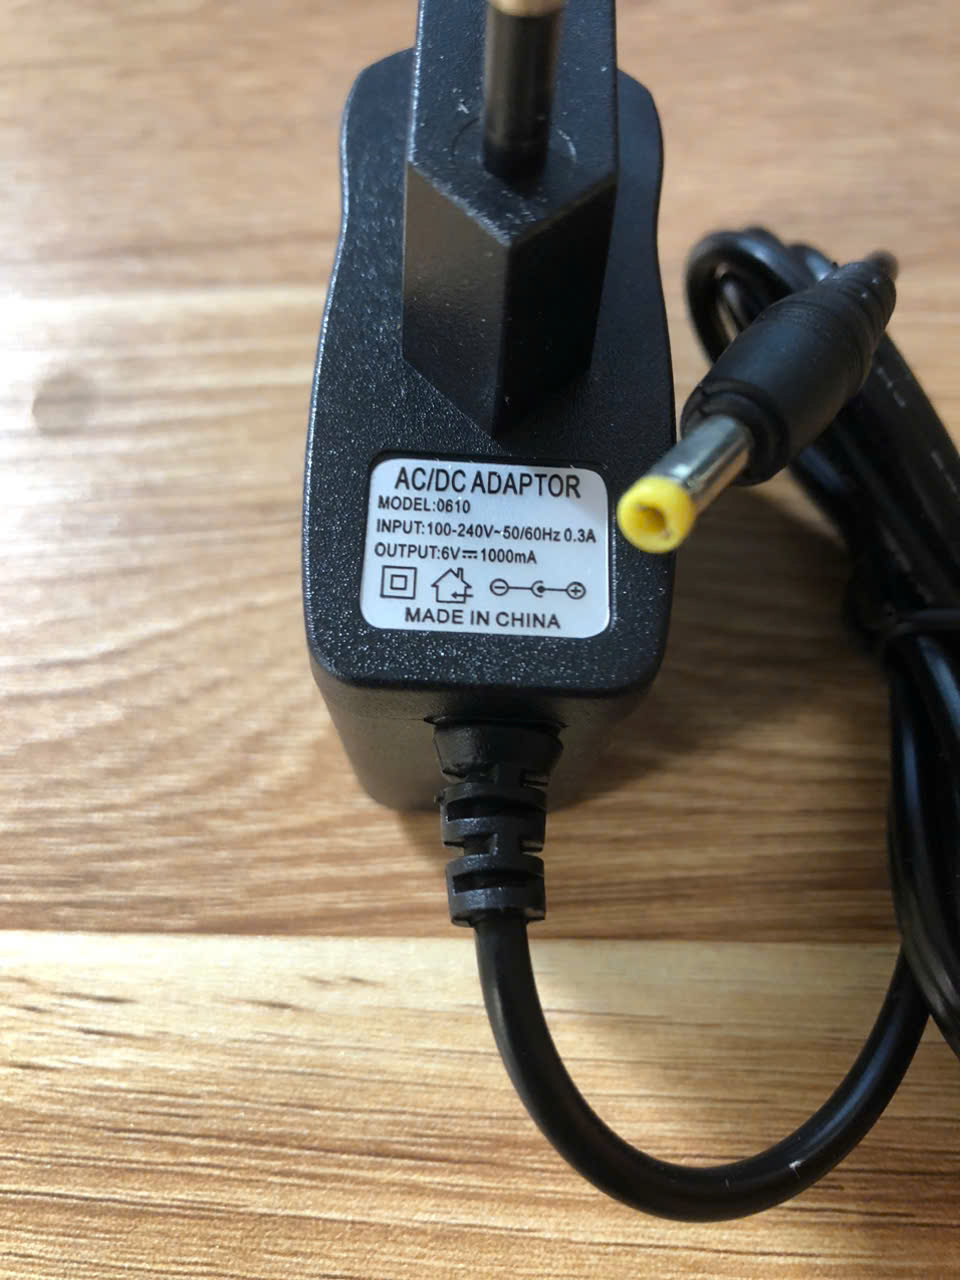 AC/DC ADAPTOR
MODEL:0610
INPUT:100-240V~50/60Hz 0.3A
OUTPUT:6V⎓1000mA
MADE IN CHINA